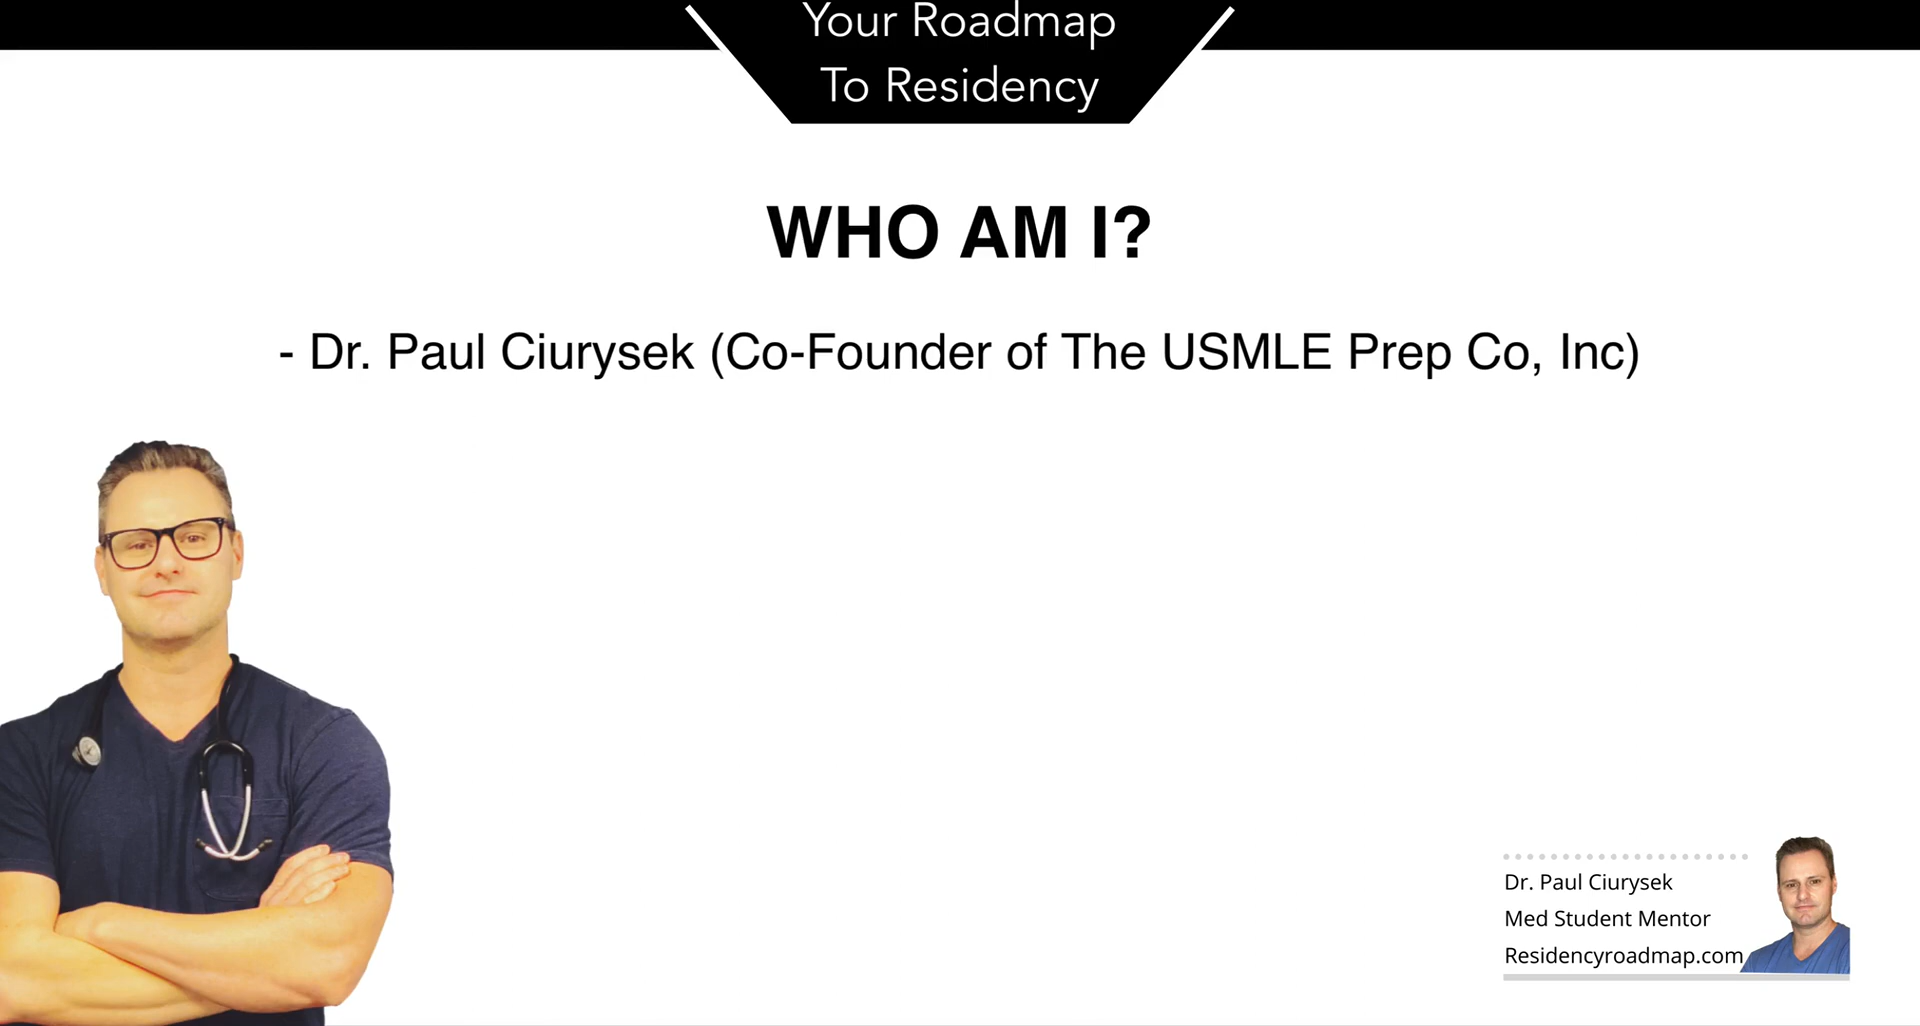 Your Roadmap
To Residency
WHO AM I?
- Dr. Paul Ciurysek (Co-Founder of The USMLE Prep Co, Inc)
Dr. Paul Ciurysek
Med Student Mentor
Residencyroadmap.com